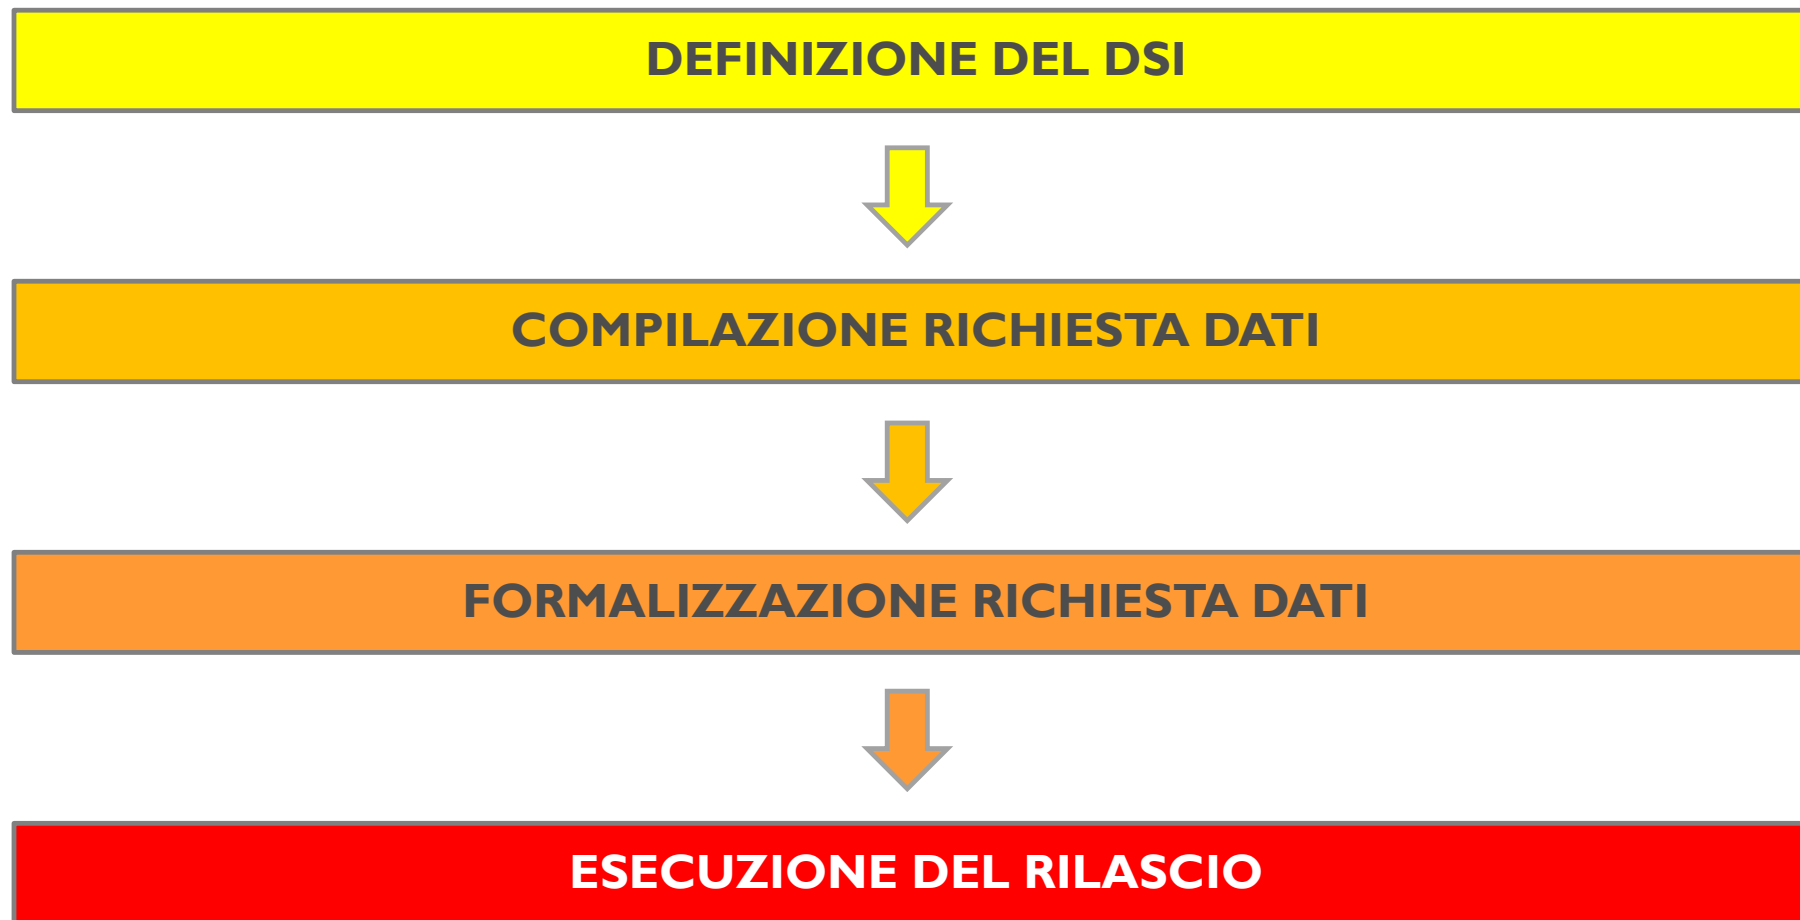 DEFINIZIONE DEL DSI
COMPILAZIONE RICHIESTA DATI
FORMALIZZAZIONE RICHIESTA DATI
ESECUZIONE DEL RILASCIO